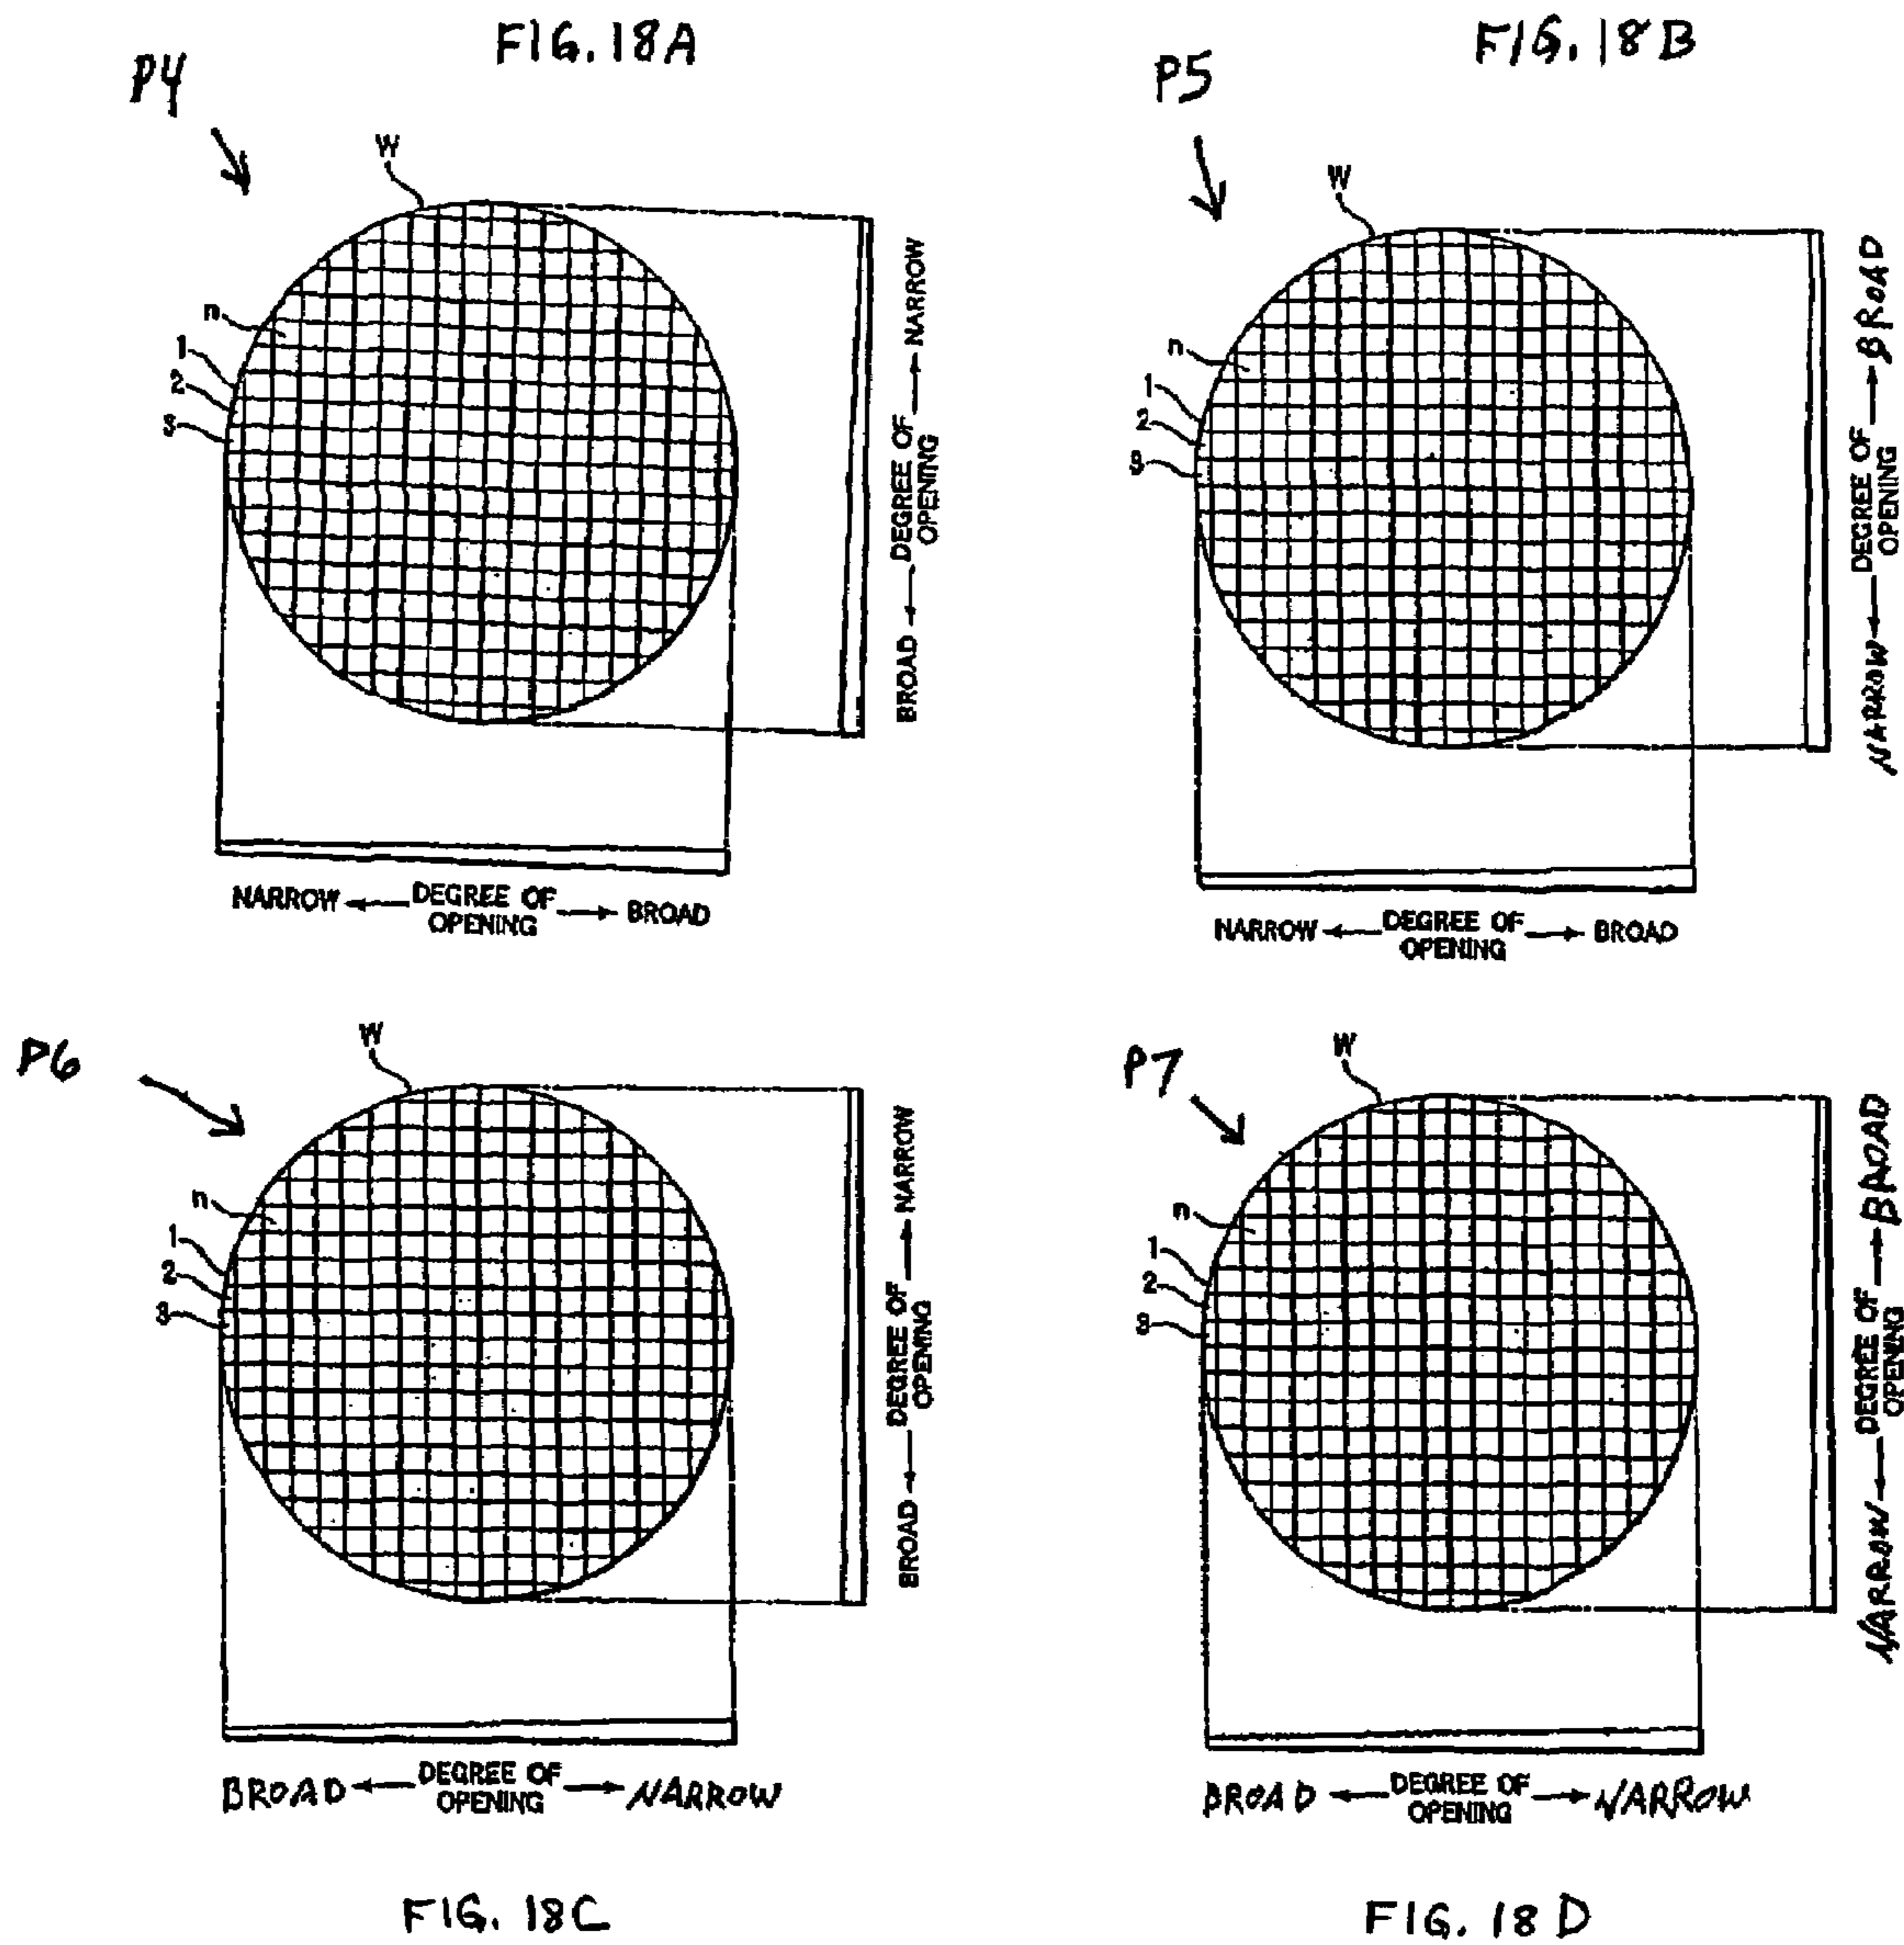 FIG. 18A
P4
W
n
1
2
3
BROAD ← DEGREE OF OPENING → NARROW
NARROW ← DEGREE OF OPENING → BROAD
FIG. 18B
P5
W
n
1
2
3
NARROW ← DEGREE OF OPENING → BROAD
NARROW ← DEGREE OF OPENING → BROAD
P6
W
n
1
2
3
BROAD ← DEGREE OF OPENING → NARROW
BROAD ← DEGREE OF OPENING → NARROW
FIG. 18C
P7
W
n
1
2
3
NARROW ← DEGREE OF OPENING → BROAD
BROAD ← DEGREE OF OPENING → NARROW
FIG. 18D